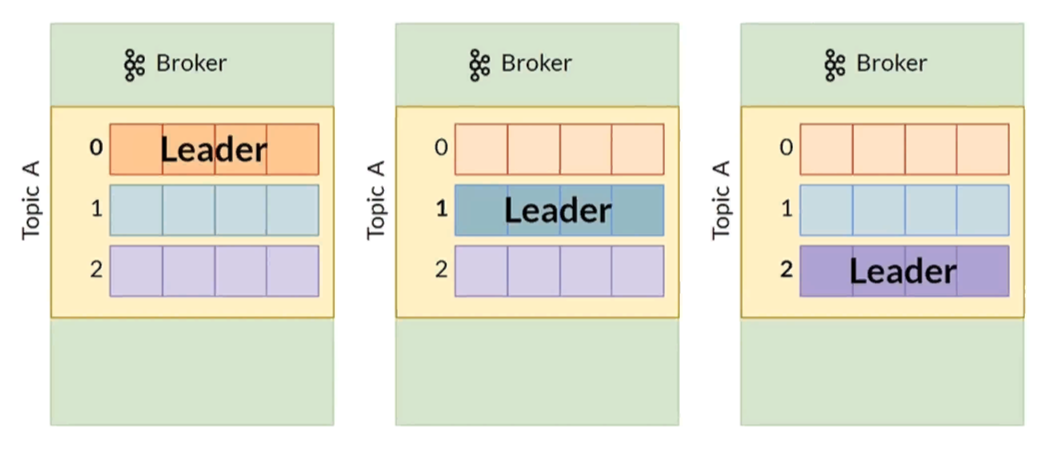 Broker
Topic A
0 Leader
1
2
Broker
Topic A
0
1 Leader
2
Broker
Topic A
0
1
2 Leader